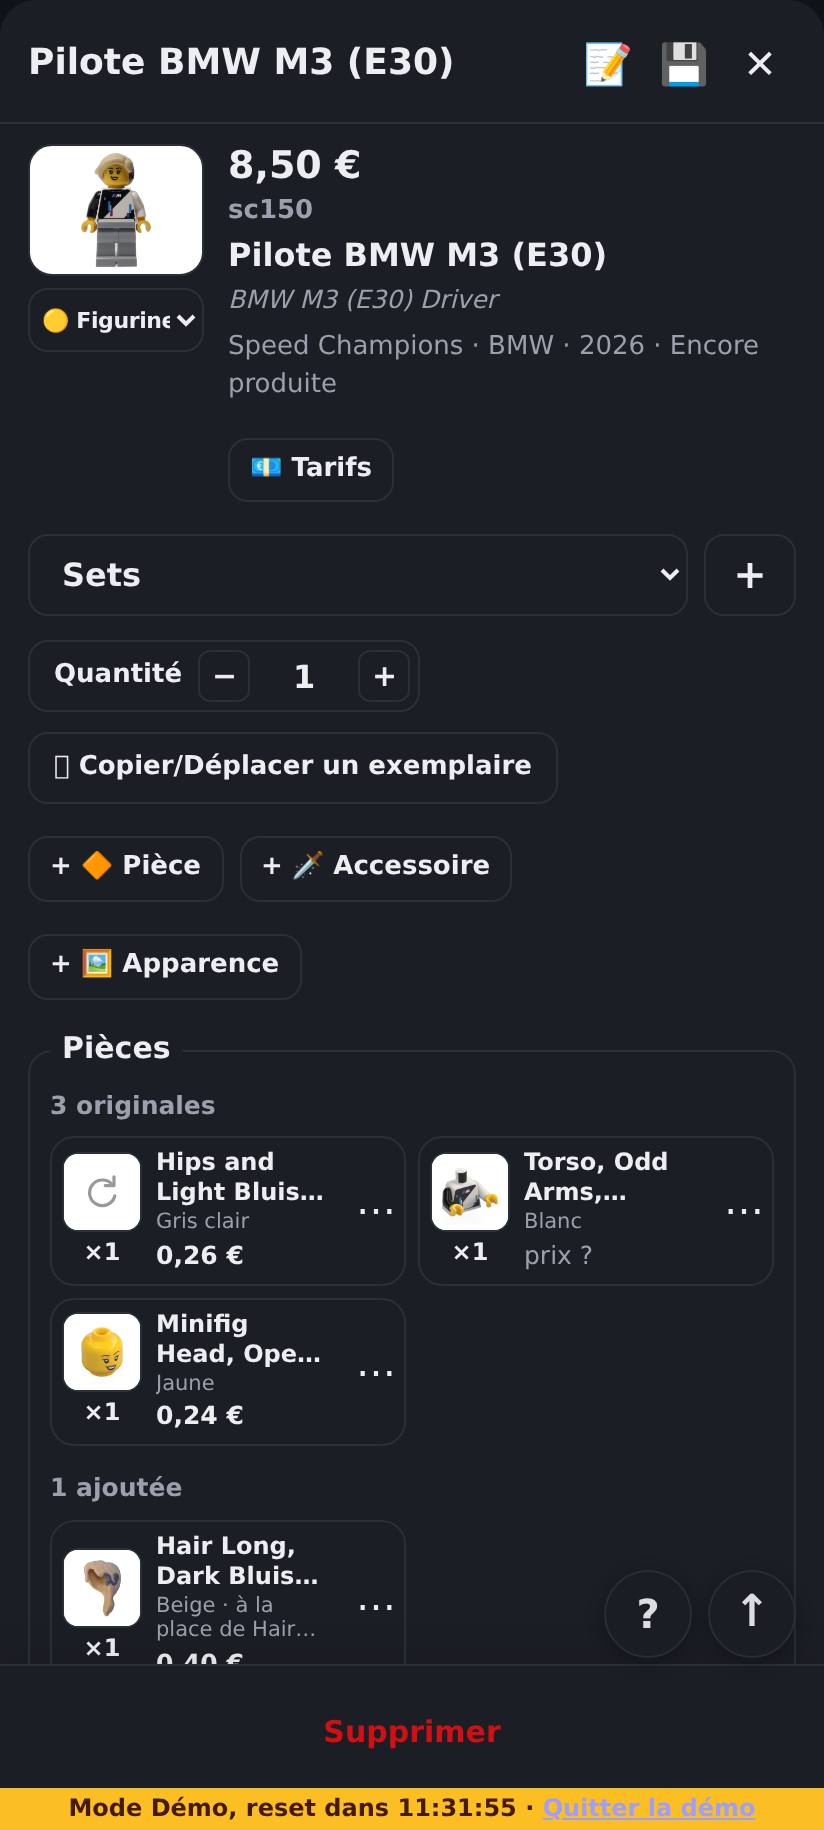 Pilote BMW M3 (E30) 📝 💾 ✕
8,50 €
sc150
Pilote BMW M3 (E30)
BMW M3 (E30) Driver
🟡 Figurine
Speed Champions · BMW · 2026 · Encore
produite
💶 Tarifs
Sets +
Quantité − 1 +
Copier/Déplacer un exemplaire
+ 🔶 Pièce + 🗡️ Accessoire
+ 🖼️ Apparence
Pièces
3 originales
Hips and
Light Bluis…
Gris clair
×1 0,26 €
…
Torso, Odd
Arms,…
Blanc
×1 prix ?
…
Minifig
Head, Ope…
Jaune
×1 0,24 €
…
1 ajoutée
Hair Long,
Dark Bluis…
Beige · à la
place de Hair…
×1 0,40 €
…
? ↑
Supprimer
Mode Démo, reset dans 11:31:55 · Quitter la démo